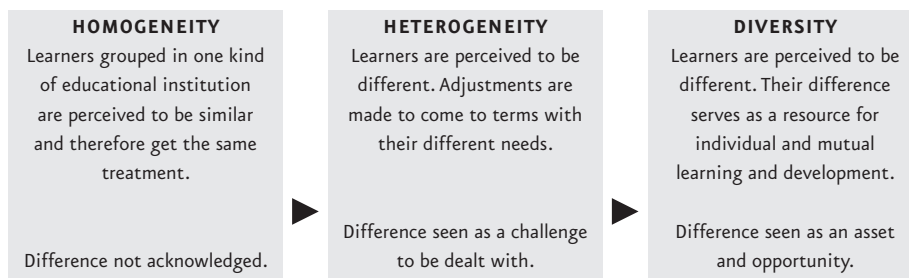 HOMOGENEITY
Learners grouped in one kind
of educational institution
are perceived to be similar
and therefore get the same
treatment.
Difference not acknowledged.
HETEROGENEITY
Learners are perceived to be
different. Adjustments are
made to come to terms with
their different needs.
Difference seen as a challenge
to be dealt with.
DIVERSITY
Learners are perceived to be
different. Their difference
serves as a resource for
individual and mutual
learning and development.
Difference seen as an asset
and opportunity.